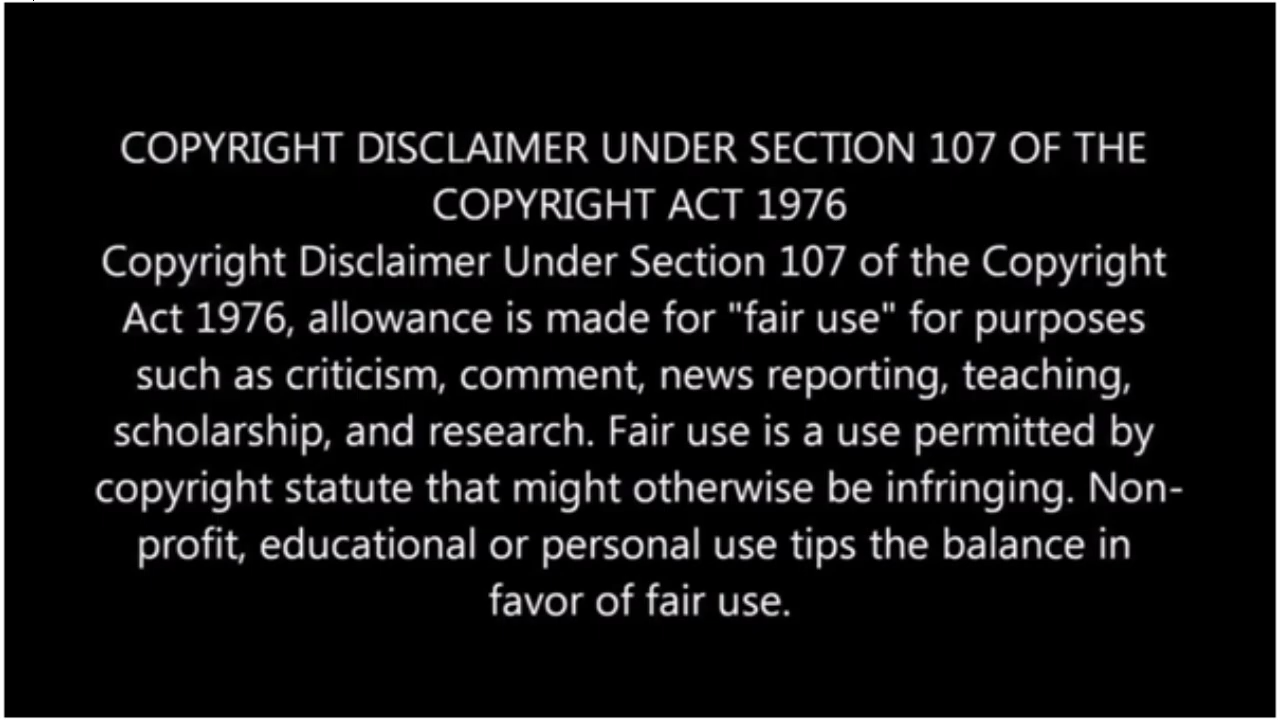 COPYRIGHT DISCLAIMER UNDER SECTION 107 OF THE
COPYRIGHT ACT 1976
Copyright Disclaimer Under Section 107 of the Copyright
Act 1976, allowance is made for "fair use" for purposes
such as criticism, comment, news reporting, teaching,
scholarship, and research. Fair use is a use permitted by
copyright statute that might otherwise be infringing. Non-
profit, educational or personal use tips the balance in
favor of fair use.